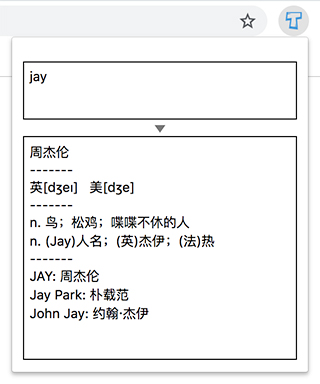 jay
周杰伦
-------
英[dʒeɪ]   美[dʒe]
-------
n. 鸟；松鸡；喋喋不休的人
n. (Jay)人名；(英)杰伊；(法)热
-------
JAY: 周杰伦
Jay Park: 朴载范
John Jay: 约翰·杰伊